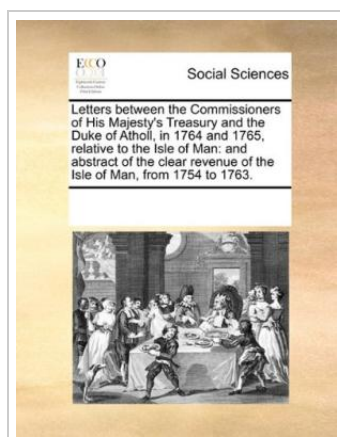 ECCO
Social Sciences
Letters between the Commissioners
of His Majesty's Treasury and the
Duke of Atholl, in 1764 and 1765,
relative to the Isle of Man: and
abstract of the clear revenue of the
Isle of Man, from 1754 to 1763.